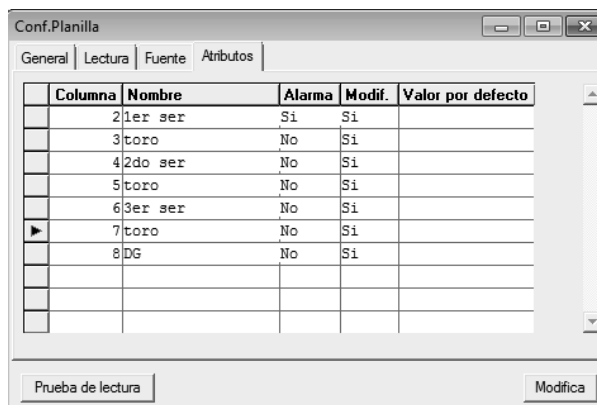 Conf.Planilla
General Lectura Fuente Atributos
Columna Nombre Alarma Modif. Valor por defecto
2 1er ser Si Si
3 toro No Si
4 2do ser No Si
5 toro No Si
6 3er ser No Si
7 toro No Si
8 DG No Si
Prueba de lectura Modifica